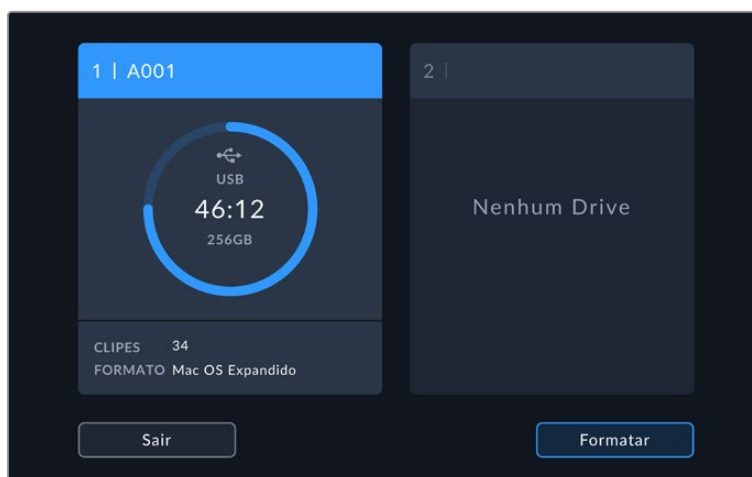 1 | A001
USB
46:12
256GB
CLIPES 34
FORMATO Mac OS Expandido
2 |
Nenhum Drive
Sair
Formatar